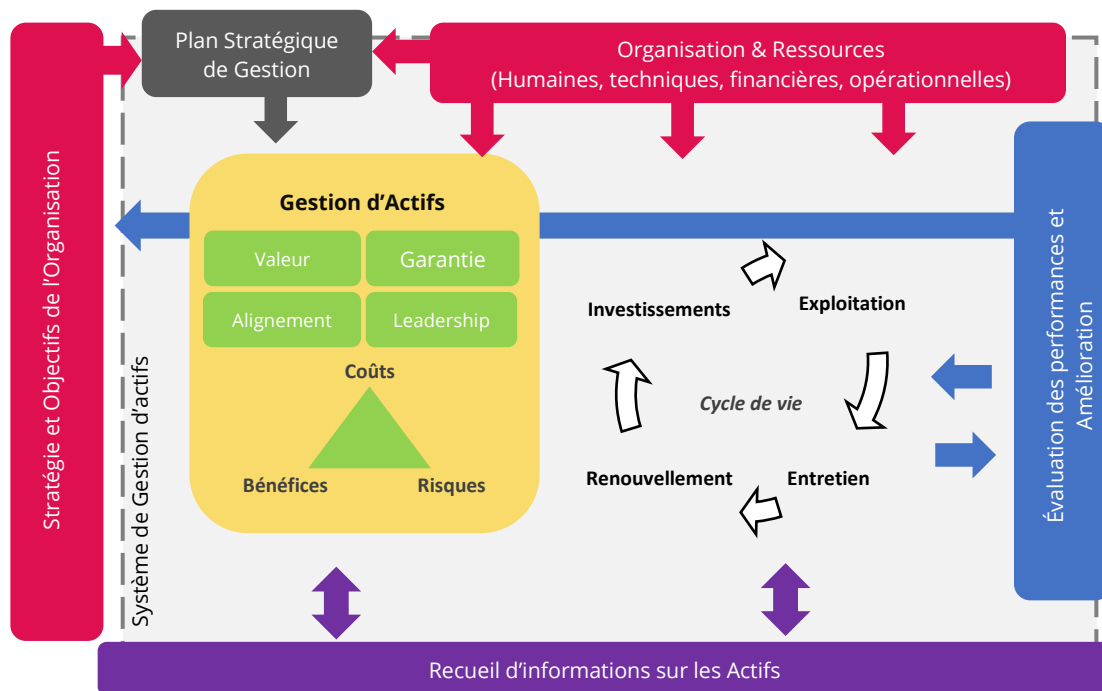 Plan Stratégique
de Gestion
Organisation & Ressources
(Humaines, techniques, financières, opérationnelles)
Stratégie et Objectifs de l'Organisation
Système de Gestion d'actifs
Gestion d'Actifs
Valeur
Garantie
Alignement
Leadership
Coûts
Bénéfices
Risques
Investissements
Exploitation
Cycle de vie
Renouvellement
Entretien
Évaluation des performances et
Amélioration
Recueil d'informations sur les Actifs